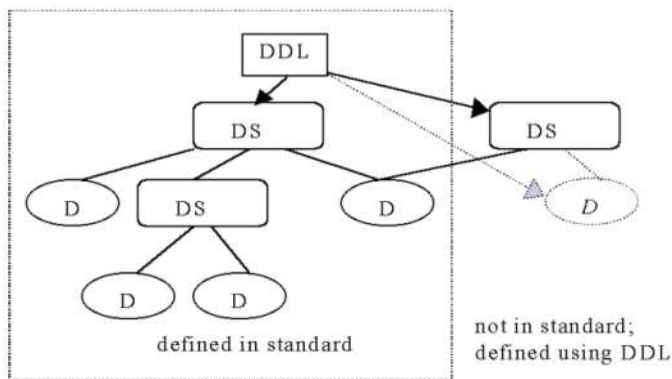 DDL
DS
DS
D
DS
D
D
D
D
defined in standard
not in standard;
defined using DDL